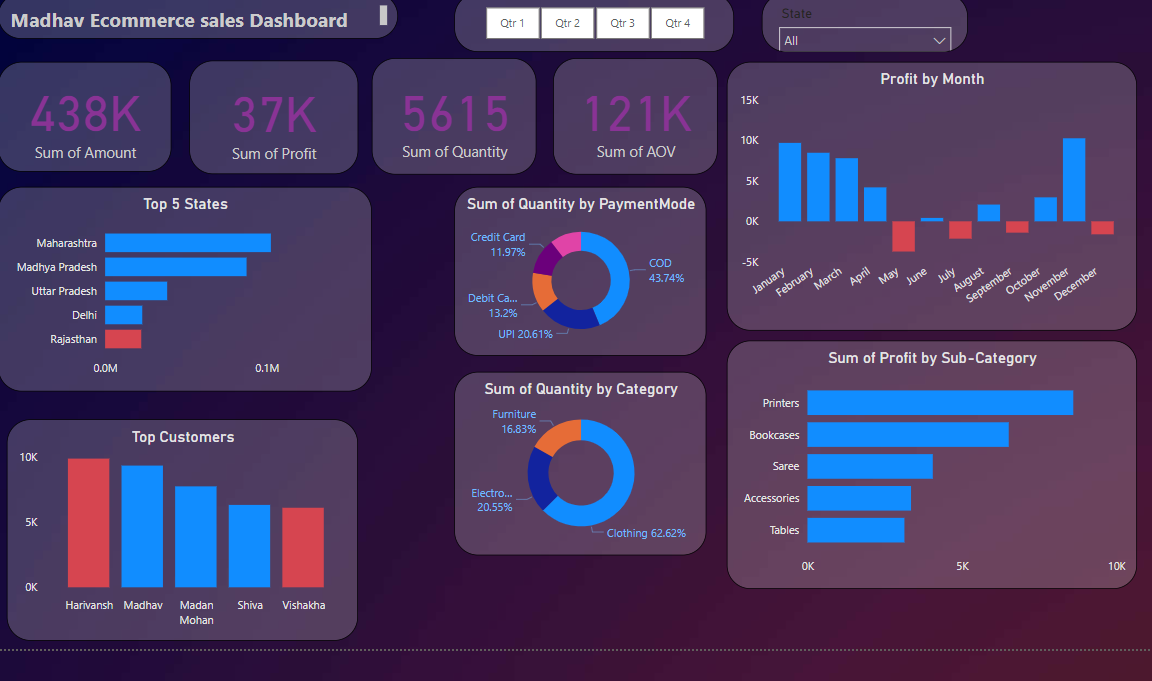 Madhav Ecommerce sales Dashboard
Qtr 1 Qtr 2 Qtr 3 Qtr 4
State
All
438K
Sum of Amount
37K
Sum of Profit
5615
Sum of Quantity
121K
Sum of AOV
Profit by Month
15K
10K
5K
0K
-5K
January February March April May June July August September October November December
Top 5 States
Maharashtra
Madhya Pradesh
Uttar Pradesh
Delhi
Rajasthan
0.0M 0.1M
Sum of Quantity by PaymentMode
Credit Card
11.97%
COD
43.74%
Debit Ca...
13.2%
UPI 20.61%
Sum of Profit by Sub-Category
Printers
Bookcases
Saree
Accessories
Tables
0K 5K 10K
Sum of Quantity by Category
Furniture
16.83%
Electro...
20.55%
Clothing 62.62%
Top Customers
10K
5K
0K
Harivansh Madhav Madan Shiva Vishakha
Mohan